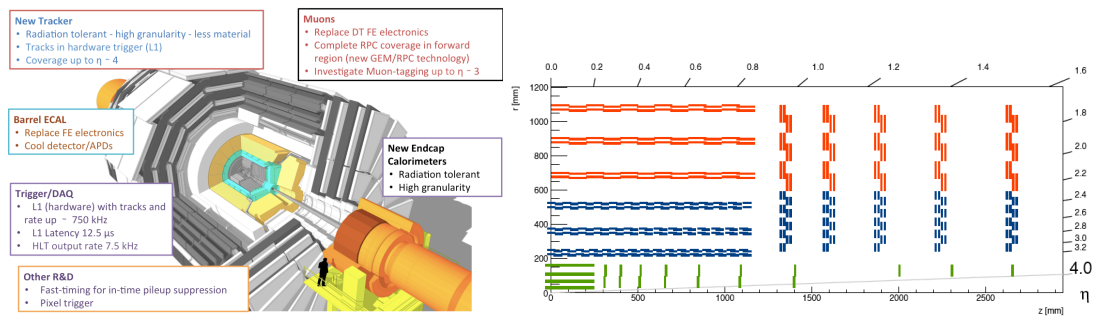 New Tracker
• Radiation tolerant - high granularity - less material
• Tracks in hardware trigger (L1)
• Coverage up to η ~ 4
Muons
• Replace DT FE electronics
• Complete RPC coverage in forward
region (new GEM/RPC technology)
• Investigate Muon-tagging up to η ~ 3
Barrel ECAL
• Replace FE electronics
• Cool detector/APDs
New Endcap
Calorimeters
• Radiation tolerant
• High granularity
Trigger/DAQ
• L1 (hardware) with tracks and
rate up ~ 750 kHz
• L1 Latency 12.5 μs
• HLT output rate 7.5 kHz
Other R&D
• Fast-timing for in-time pileup suppression
• Pixel trigger
0.0 0.2 0.4 0.6 0.8 1.0 1.2 1.4 1.6
r [mm]
1200
1000
800
600
400
200
0
1.8
2.0
2.2
2.4
2.6
2.8
3.0
3.2
4.0
η
0 500 1000 1500 2000 2500
z [mm]